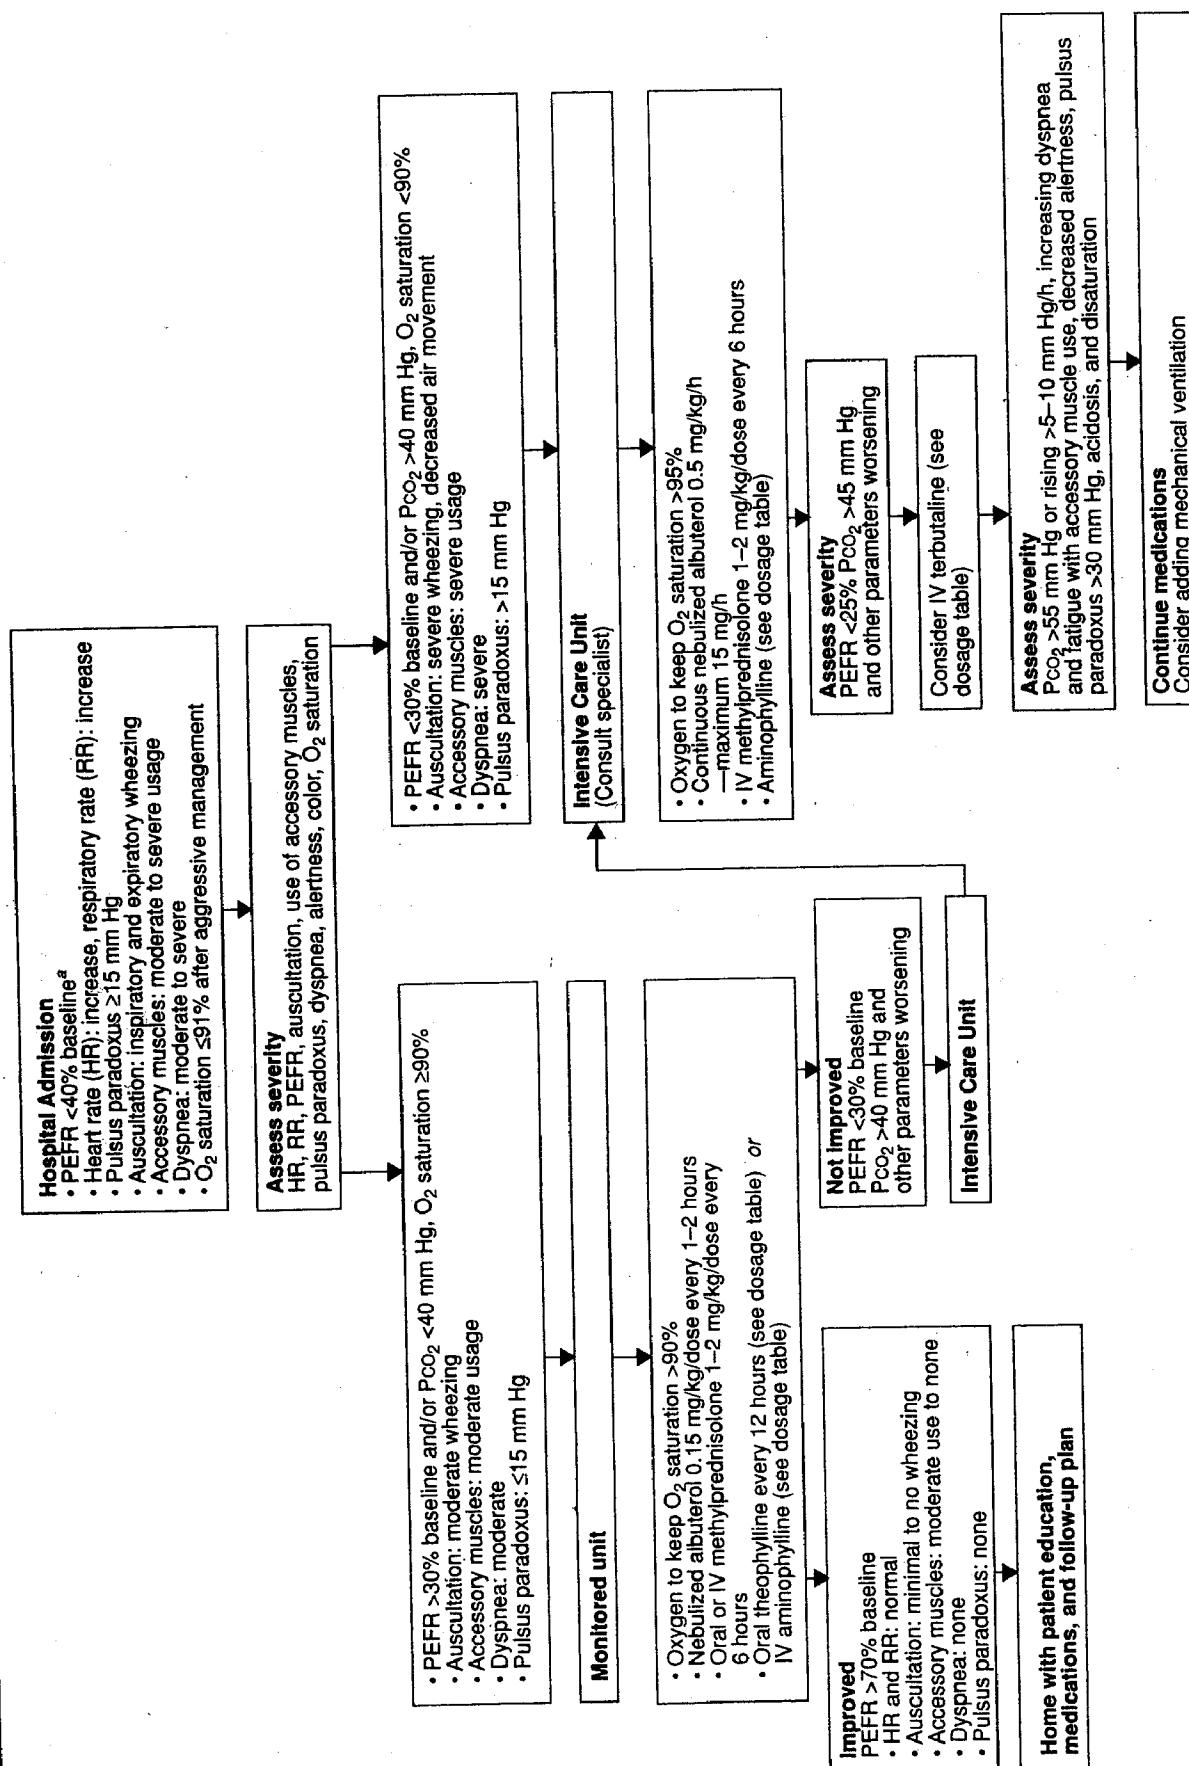 Hospital Admission
• PEFR <40% baselineᵃ
• Heart rate (HR): increase, respiratory rate (RR): increase
• Pulsus paradoxus ≥15 mm Hg
• Auscultation: inspiratory and expiratory wheezing
• Accessory muscles: moderate to severe usage
• Dyspnea: moderate to severe
• O₂ saturation ≤91% after aggressive management
Assess severity
HR, RR, PEFR, auscultation, use of accessory muscles,
pulsus paradoxus, dyspnea, alertness, color, O₂ saturation
• PEFR >30% baseline and/or PCO₂ <40 mm Hg, O₂ saturation ≥90%
• Auscultation: moderate wheezing
• Accessory muscles: moderate usage
• Dyspnea: moderate
• Pulsus paradoxus: ≤15 mm Hg
Monitored unit
• Oxygen to keep O₂ saturation >90%
• Nebulized albuterol 0.15 mg/kg/dose every 1–2 hours
• Oral or IV methylprednisolone 1–2 mg/kg/dose every
6 hours
• Oral theophylline every 12 hours (see dosage table) or
IV aminophylline (see dosage table)
Improved
PEFR >70% baseline
• HR and RR: normal
• Auscultation: minimal to no wheezing
• Accessory muscles: moderate use to none
• Dyspnea: none
• Pulsus paradoxus: none
Home with patient education,
medications, and follow-up plan
Not improved
PEFR <30% baseline
PCO₂ >40 mm Hg and
other parameters worsening
Intensive Care Unit
• PEFR <30% baseline and/or PCO₂ >40 mm Hg, O₂ saturation <90%
• Auscultation: severe wheezing, decreased air movement
• Accessory muscles: severe usage
• Dyspnea: severe
• Pulsus paradoxus: >15 mm Hg
Intensive Care Unit
(Consult specialist)
• Oxygen to keep O₂ saturation >95%
• Continuous nebulized albuterol 0.5 mg/kg/h
—maximum 15 mg/h
• IV methylprednisolone 1–2 mg/kg/dose every 6 hours
• Aminophylline (see dosage table)
Assess severity
PEFR <25% PCO₂ >45 mm Hg
and other parameters worsening
Consider IV terbutaline (see
dosage table)
Assess severity
PCO₂ >55 mm Hg or rising >5–10 mm Hg/h, increasing dyspnea
and fatigue with accessory muscle use, decreased alertness, pulsus
paradoxus >30 mm Hg, acidosis, and disaturation
Continue medications
Consider adding mechanical ventilation